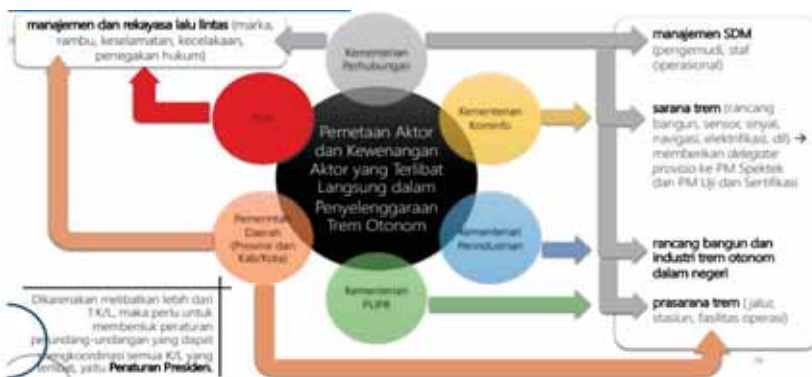 manajemen dan rekayasa lalu lintas (marka,
rambu, keselamatan, kecelakaan,
penegakan hukum)
Kementerian
Perhubungan
manajemen SDM
(pengemudi, staf
operasional)
Kementerian
Kominfo
sarana trem (rancang
bangun, sensor, sinyal,
navigasi, elektrifikasi, dll) →
memberikan delegatie
provisio ke PM Spektek
dan PM Uji dan Sertifikasi
Pemetaan Aktor
dan Kewenangan
Aktor yang Terlibat
Langsung dalam
Penyelenggaraan
Trem Otonom
Pemerintah
Daerah
(Provinsi dan
Kab/Kota)
Kementerian
Perindustrian
rancang bangun dan
industri trem otonom
dalam negeri
Kementerian
PUPR
prasarana trem (jalur,
stasiun, fasilitas operasi)
Dikarenakan melibatkan lebih dari
1 K/L, maka perlu untuk
membentuk peraturan
perundang-undangan yang dapat
mengkoordinasi semua K/L yang
terlibat, yaitu Peraturan Presiden.